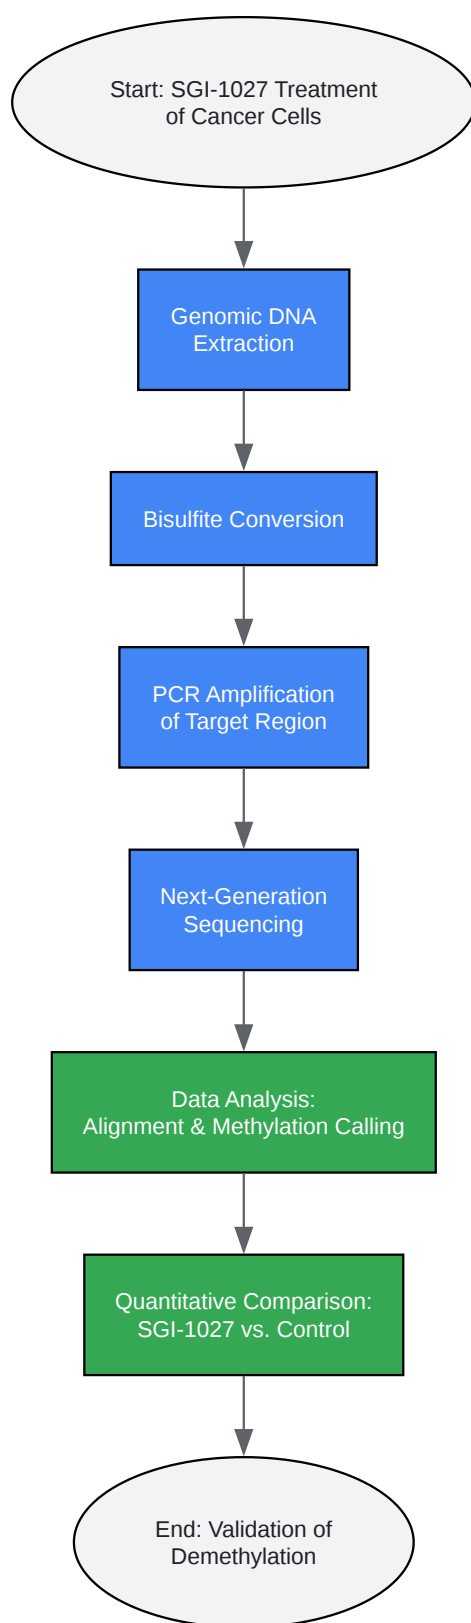 Start: SGI-1027 Treatment
of Cancer Cells
Genomic DNA
Extraction
Bisulfite Conversion
PCR Amplification
of Target Region
Next-Generation
Sequencing
Data Analysis:
Alignment & Methylation Calling
Quantitative Comparison:
SGI-1027 vs. Control
End: Validation of
Demethylation